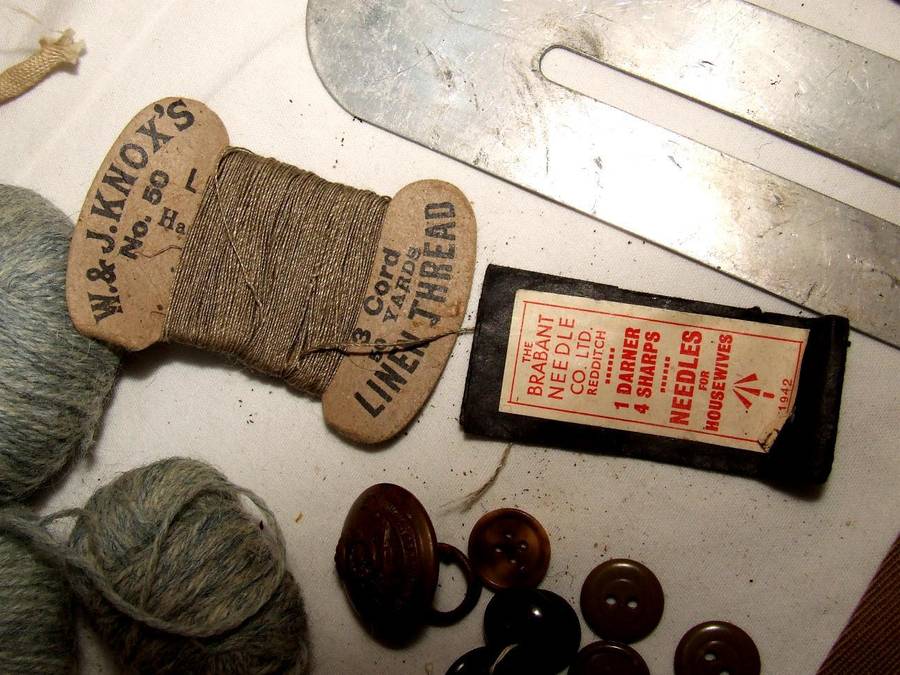 W. & J. KNOX'S
No. 50
Ha L
3 Cord
50 YARDS
LINEN THREAD
THE
BRABANT
NEEDLE
CO. LTD.
REDDITCH
1 DARNER
4 SHARPS
NEEDLES
FOR
HOUSEWIVES
1942